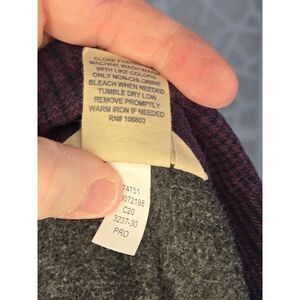 CLOSE FASTENERS
MACHINE WASH WARM
WITH LIKE COLORS
ONLY NON-CHLORINE
BLEACH WHEN NEEDED
TUMBLE DRY LOW
REMOVE PROMPTLY
WARM IRON IF NEEDED
RN# 106803
74751
0072198
C20
3237-30
PRO